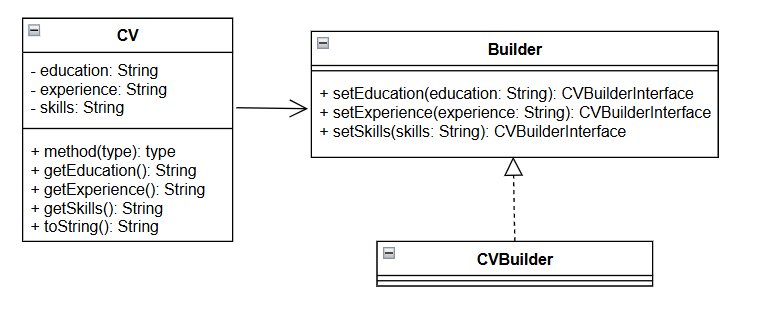 CV
- education: String
- experience: String
- skills: String
+ method(type): type
+ getEducation(): String
+ getExperience(): String
+ getSkills(): String
+ toString(): String
Builder
+ setEducation(education: String): CVBuilderInterface
+ setExperience(experience: String): CVBuilderInterface
+ setSkills(skills: String): CVBuilderInterface
CVBuilder